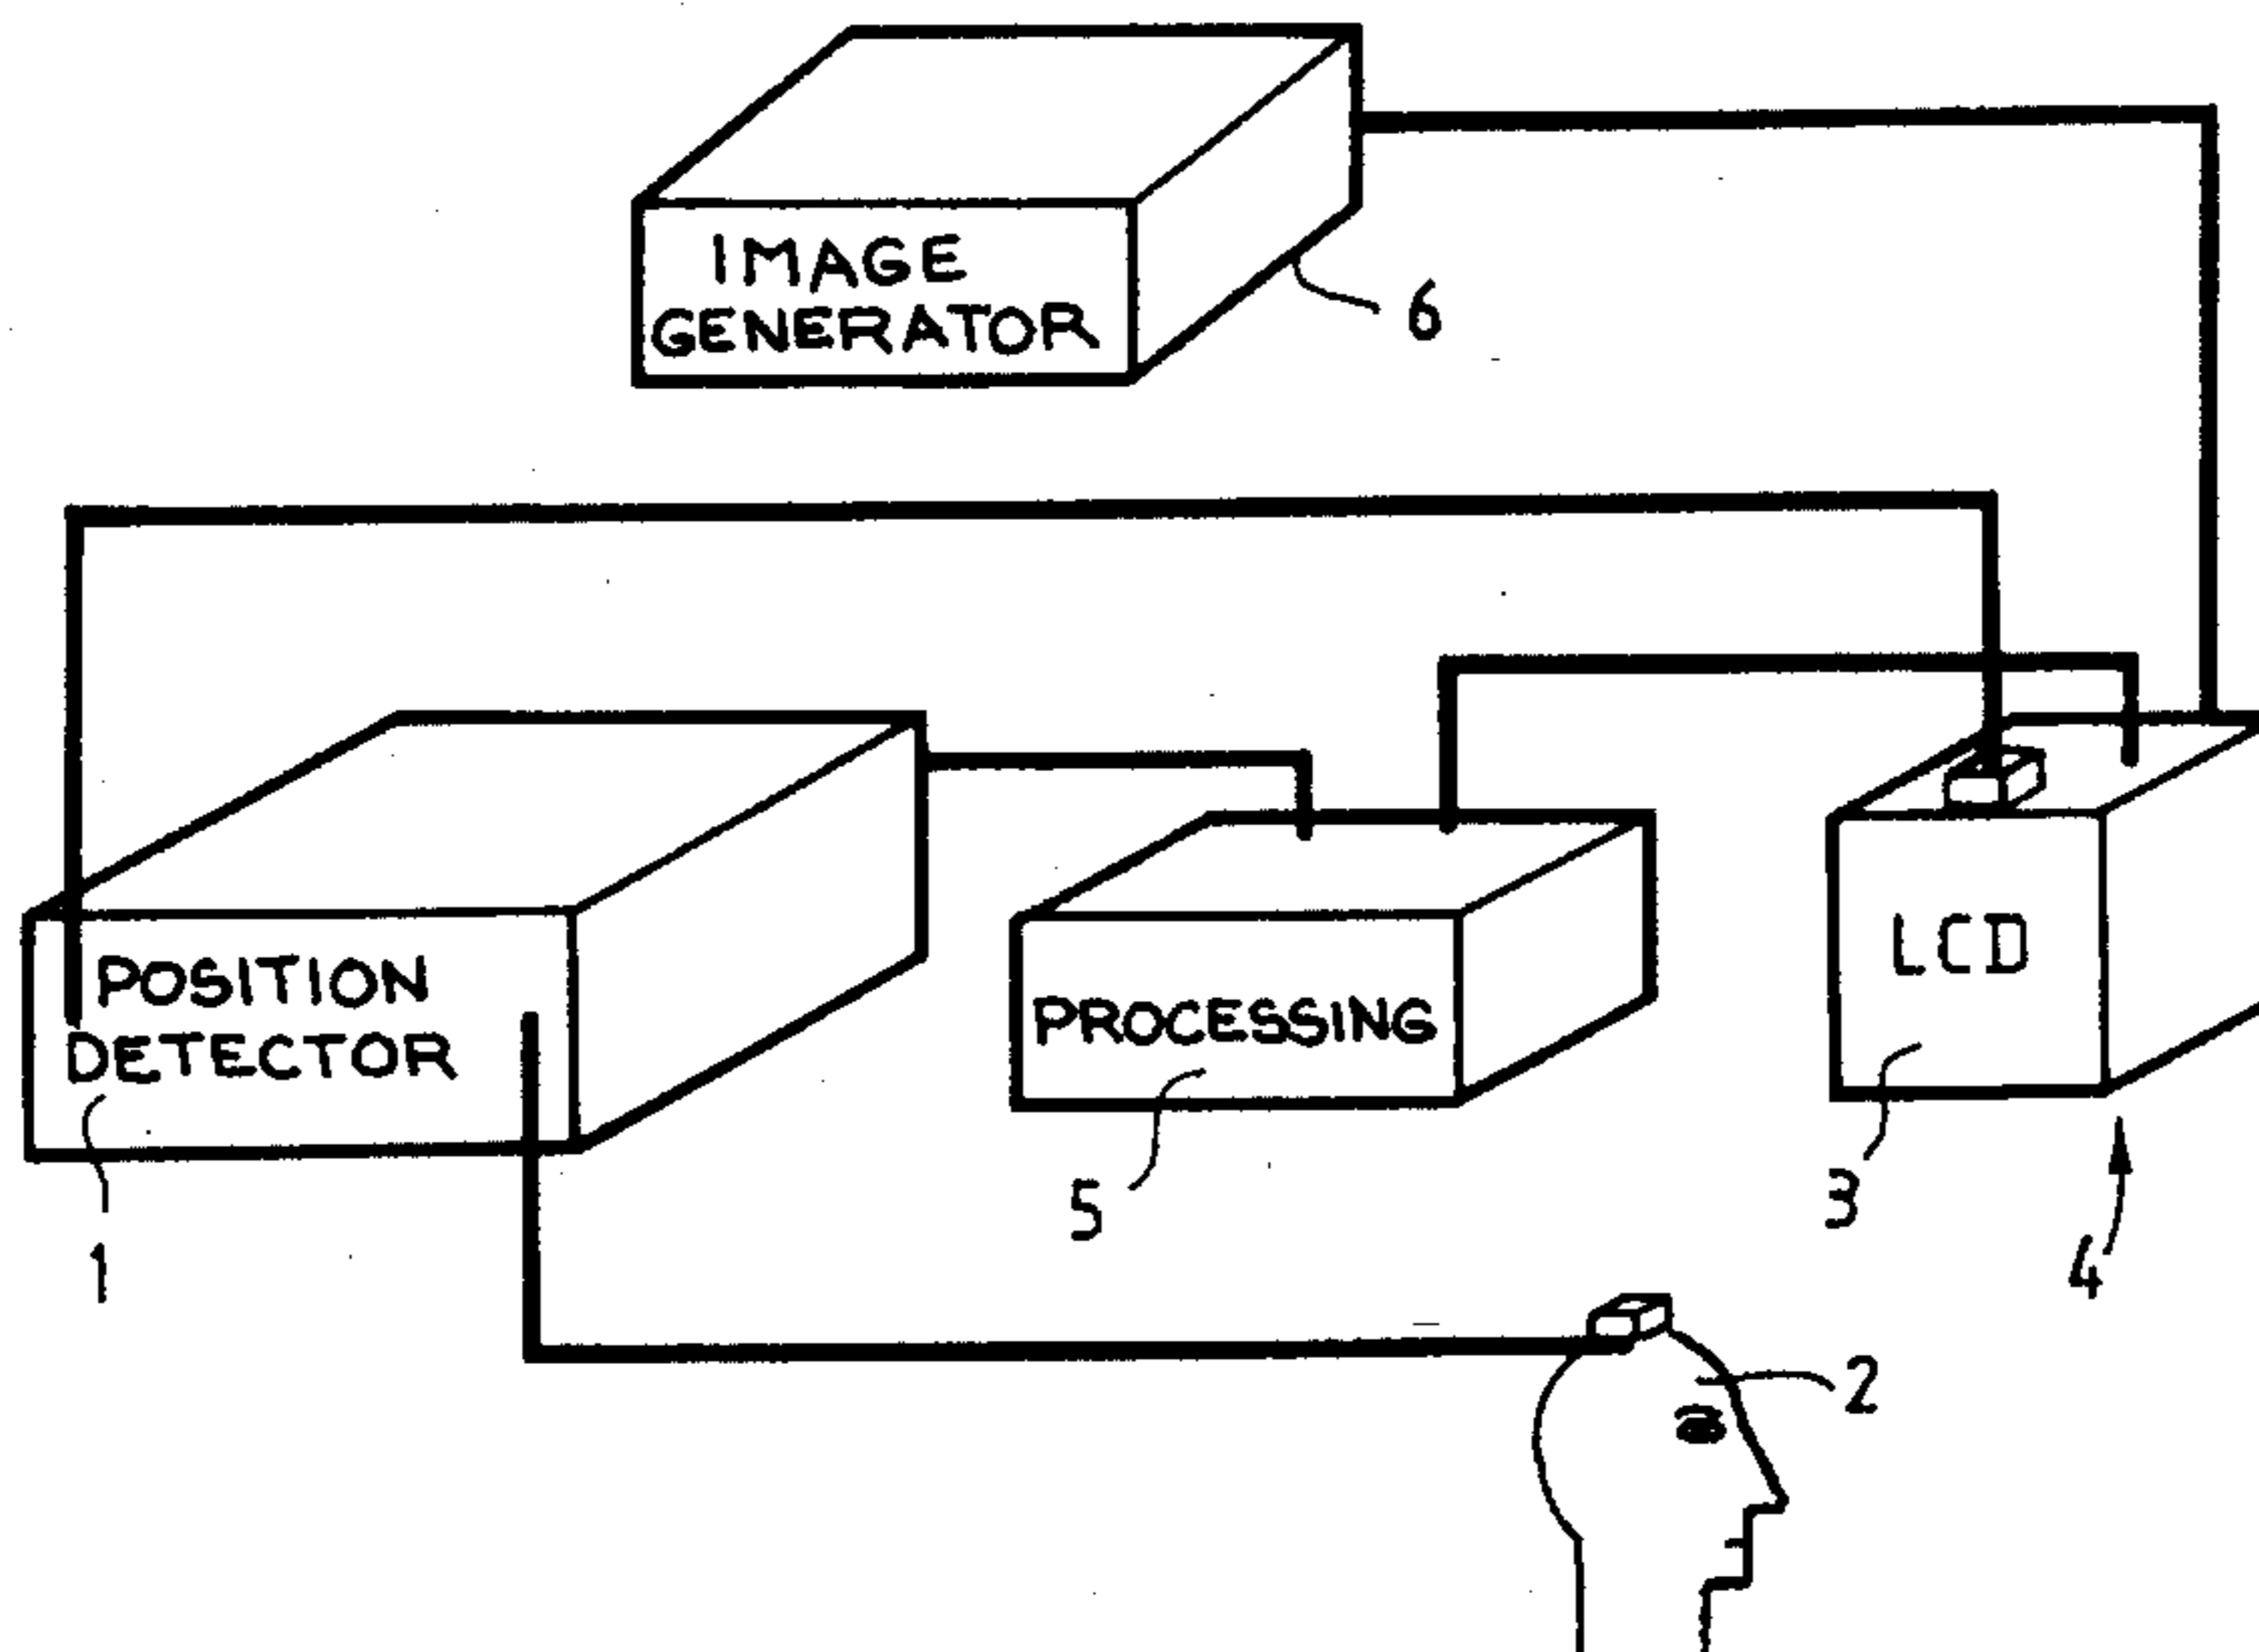 IMAGE
GENERATOR
6
POSITION
DETECTOR
PROCESSING
LCD
1
5
3
4
2